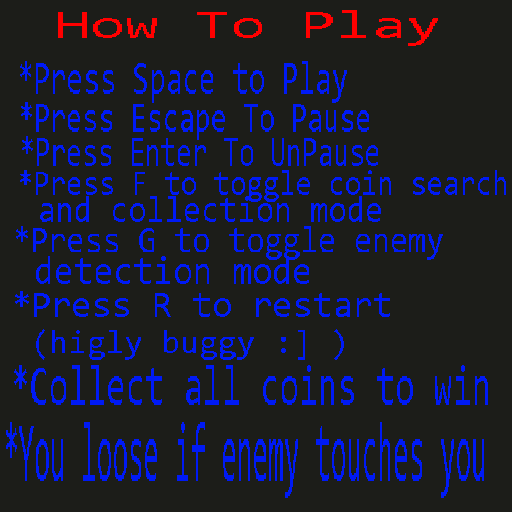 How To Play
*Press Space to Play
*Press Escape To Pause
*Press Enter To UnPause
*Press F to toggle coin search
and collection mode
*Press G to toggle enemy
detection mode
*Press R to restart
(higly buggy :] )
*Collect all coins to win
*You loose if enemy touches you